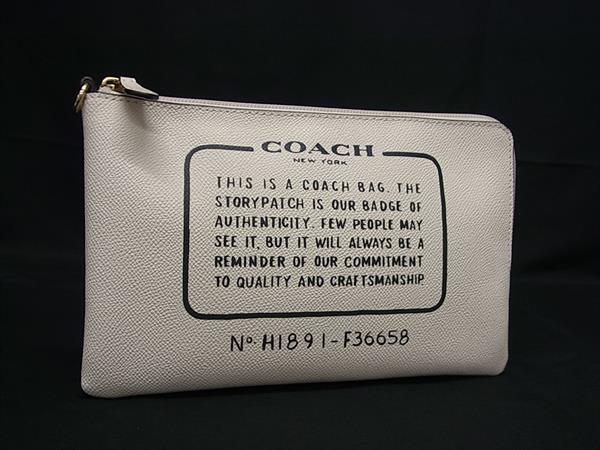 COACH
NEW YORK
THIS IS A COACH BAG. THE
STORYPATCH IS OUR BADGE OF
AUTHENTICITY. FEW PEOPLE MAY
SEE IT, BUT IT WILL ALWAYS BE A
REMINDER OF OUR COMMITMENT
TO QUALITY AND CRAFTSMANSHIP.
No. H1891-F36658